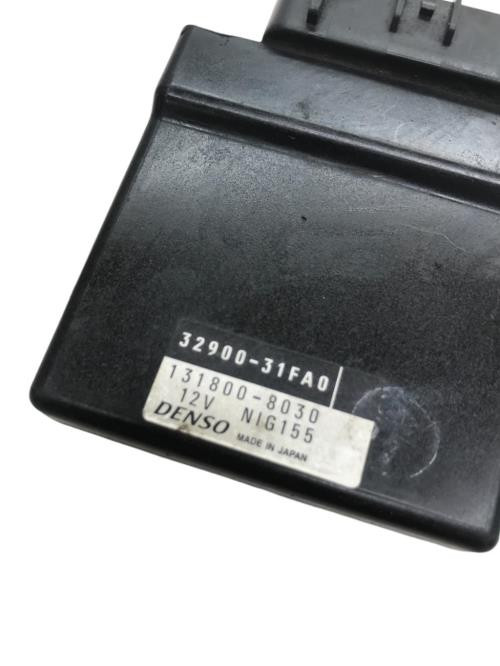 32900-31FA0
131800-8030
12V NIG155
DENSO MADE IN JAPAN